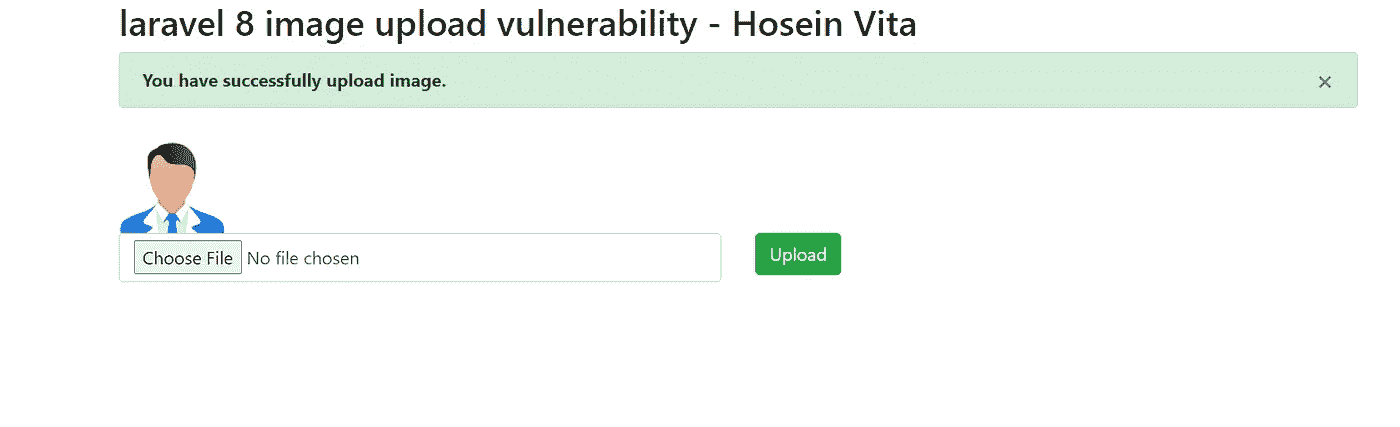 laravel 8 image upload vulnerability - Hosein Vita
You have successfully upload image. ×
Choose File No file chosen
Upload